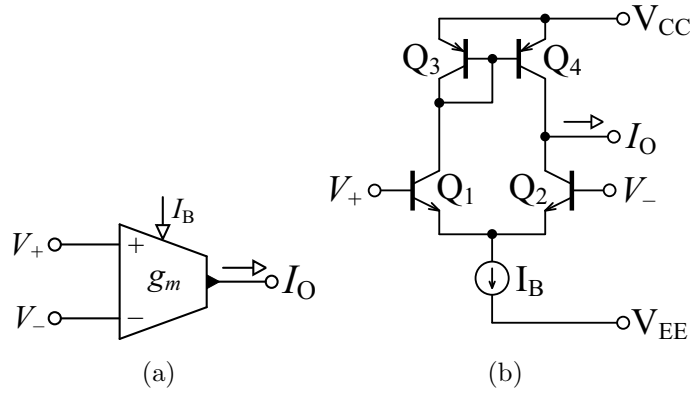 V_CC
Q_3
Q_4
I_O
V_+
Q_1
Q_2
V_−
I_B
V_EE
I_B
V_+
+
g_m
I_O
V_−
−
(a)
(b)